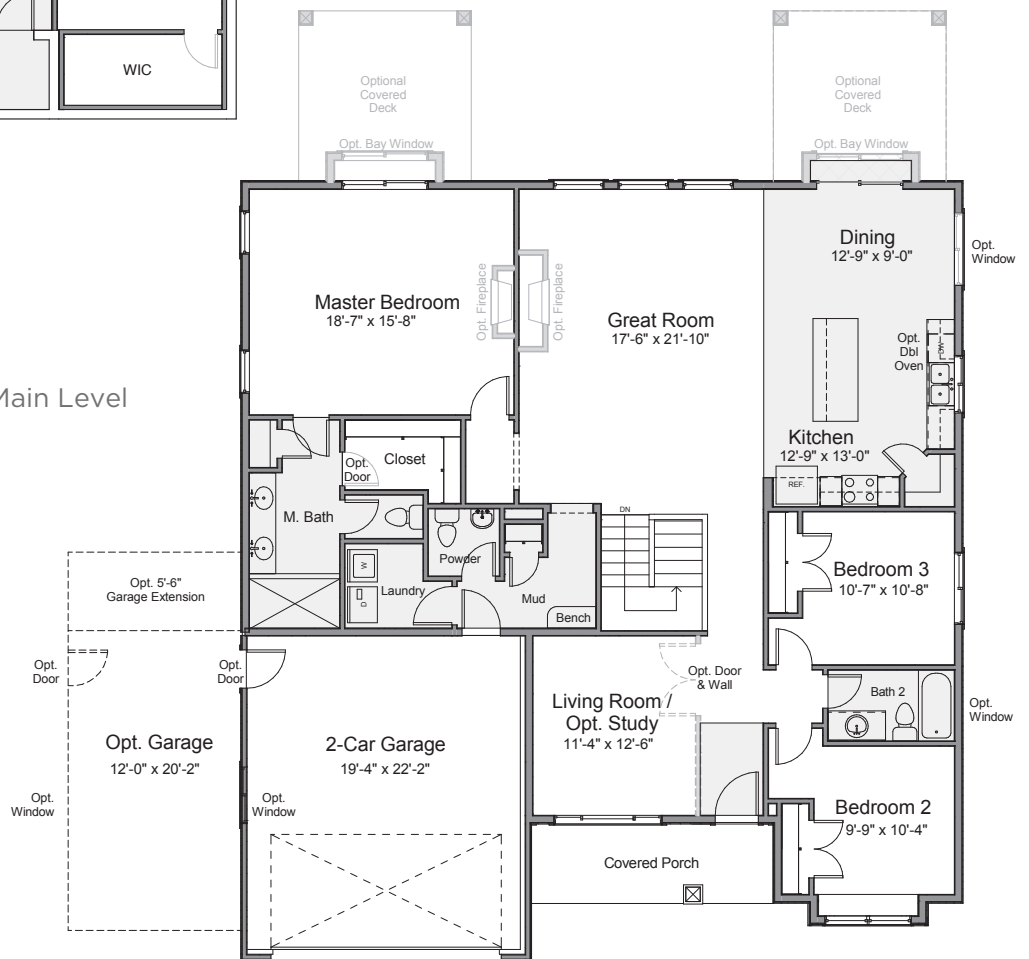 WIC
Optional
Covered
Deck
Optional
Covered
Deck
Opt. Bay Window
Opt. Bay Window
Dining
12'-9" x 9'-0"
Opt.
Window
Master Bedroom
18'-7" x 15'-8"
Opt. Fireplace
Opt. Fireplace
Great Room
17'-6" x 21'-10"
Opt.
Dbl
Oven
DW
Main Level
Kitchen
12'-9" x 13'-0"
REF.
Opt.
Door
Closet
M. Bath
DN
Powder
W
D
Laundry
Mud
Bench
Bedroom 3
10'-7" x 10'-8"
Opt. 5'-6"
Garage Extension
Opt.
Door
Opt.
Door
Opt. Door
& Wall
Bath 2
Opt.
Window
Living Room /
Opt. Study
11'-4" x 12'-6"
Opt. Garage
12'-0" x 20'-2"
2-Car Garage
19'-4" x 22'-2"
Opt.
Window
Opt.
Window
Bedroom 2
9'-9" x 10'-4"
Covered Porch